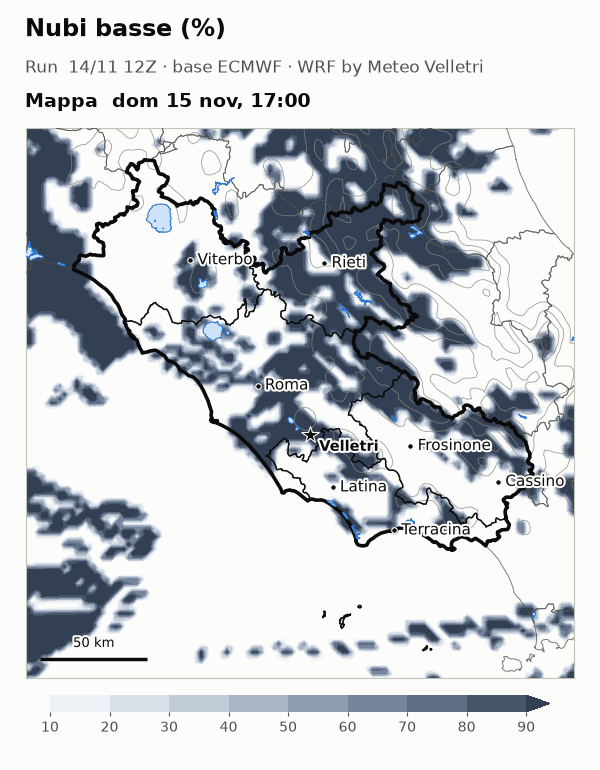 Nubi basse (%)
Run 14/11 12Z · base ECMWF · WRF by Meteo Velletri
Mappa dom 15 nov, 17:00
Viterbo
Rieti
Roma
Velletri
Frosinone
Cassino
Latina
Terracina
50 km
10 20 30 40 50 60 70 80 90